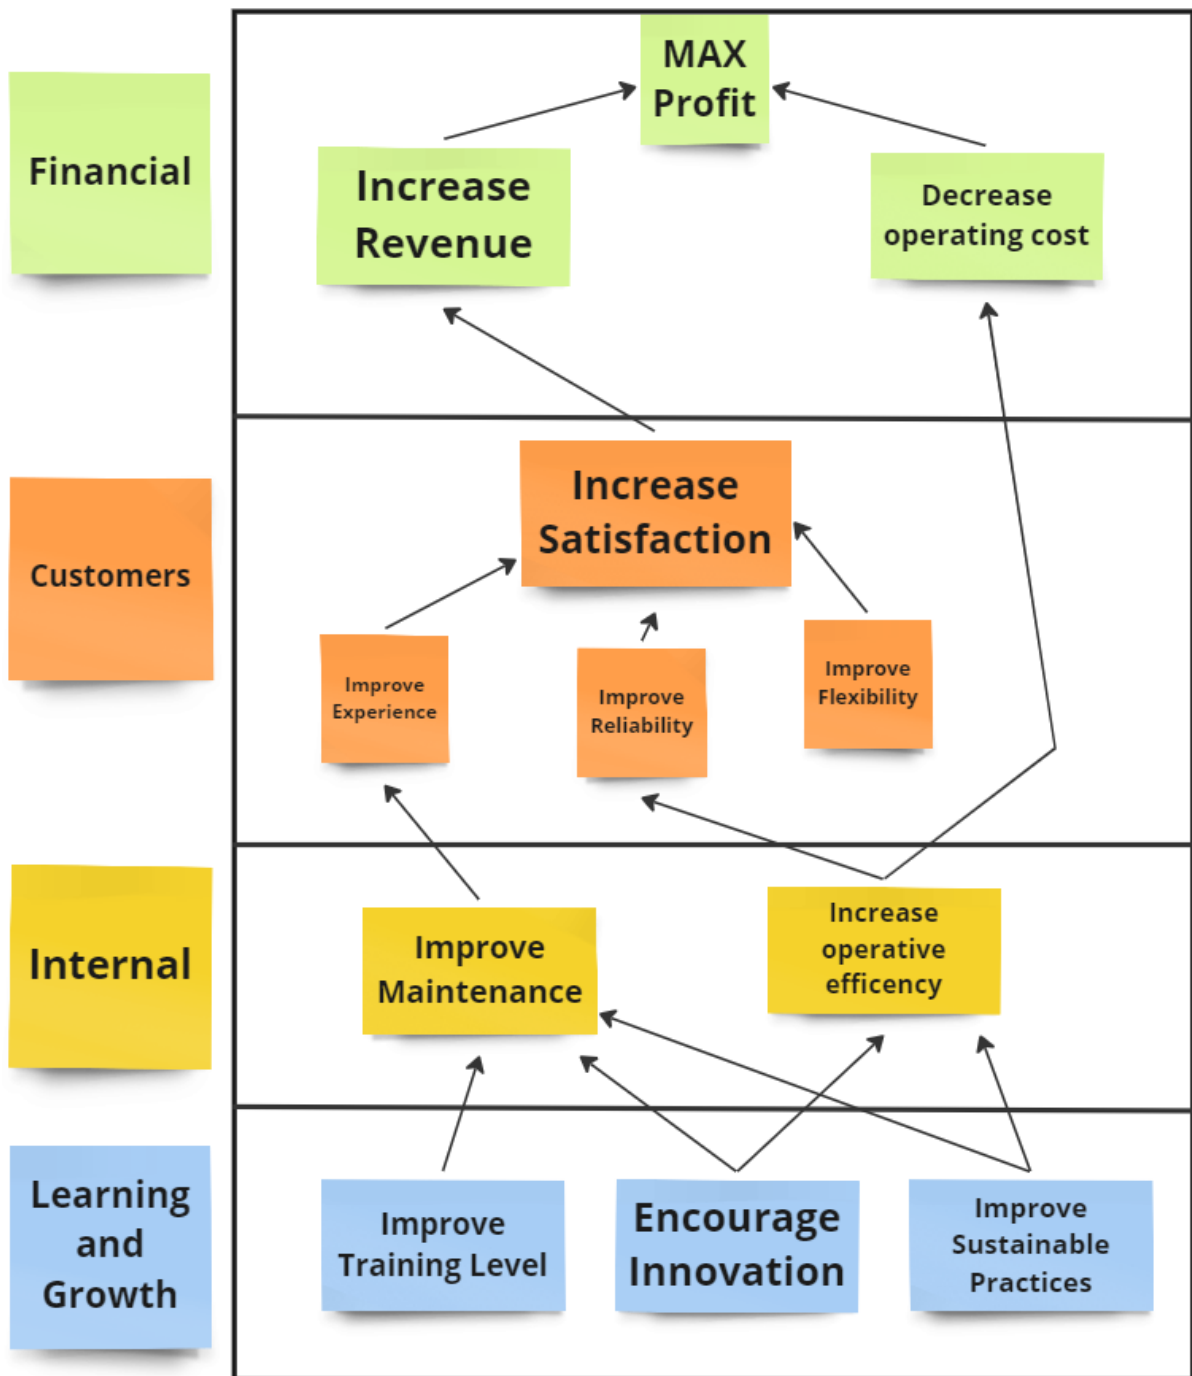 MAX
Profit
Financial
Increase
Revenue
Decrease
operating cost
Customers
Increase
Satisfaction
Improve
Experience
Improve
Reliability
Improve
Flexibility
Internal
Improve
Maintenance
Increase
operative
efficency
Learning
and
Growth
Improve
Training Level
Encourage
Innovation
Improve
Sustainable
Practices